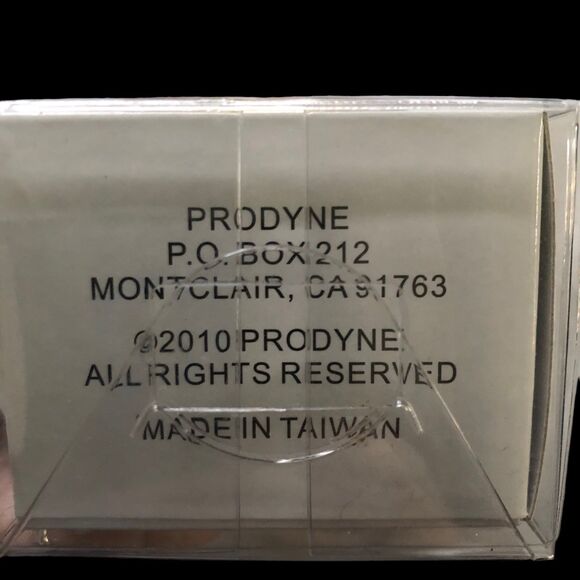 PRODYNE
P.O. BOX 212
MONTCLAIR, CA 91763
©2010 PRODYNE
ALL RIGHTS RESERVED
MADE IN TAIWAN